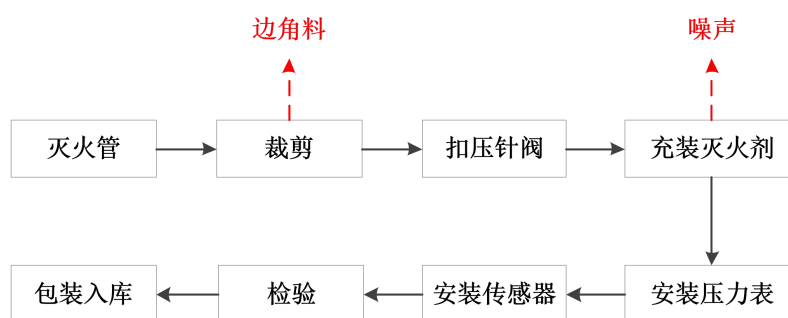 边角料
噪声
灭火管
裁剪
扣压针阀
充装灭火剂
包装入库
检验
安装传感器
安装压力表